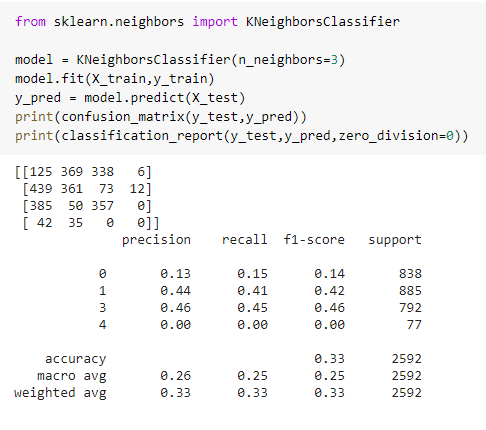 from sklearn.neighbors import KNeighborsClassifier
model = KNeighborsClassifier(n_neighbors=3)
model.fit(X_train,y_train)
y_pred = model.predict(X_test)
print(confusion_matrix(y_test,y_pred))
print(classification_report(y_test,y_pred,zero_division=0))
[[125 369 338   6]
 [439 361  73  12]
 [385  50 357   0]
 [ 42  35   0   0]]
              precision    recall  f1-score   support
           0       0.13      0.15      0.14       838
           1       0.44      0.41      0.42       885
           3       0.46      0.45      0.46       792
           4       0.00      0.00      0.00        77
    accuracy                           0.33      2592
   macro avg       0.26      0.25      0.25      2592
weighted avg       0.33      0.33      0.33      2592